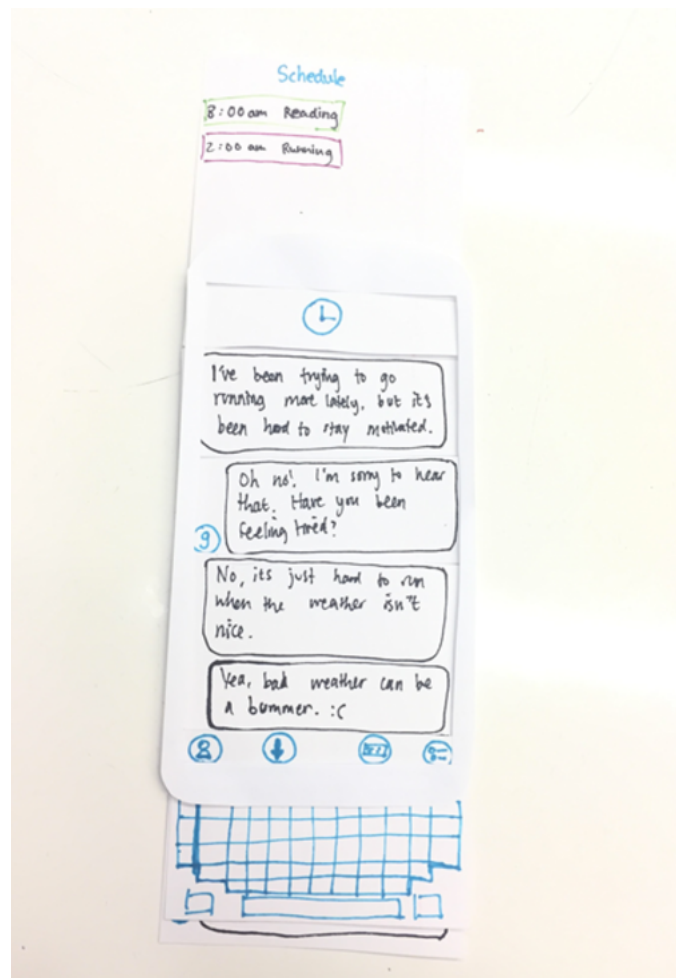 Schedule
8:00 am Reading
2:00 am Running
I've been trying to go
running more lately, but it's
been hard to stay motivated.
Oh no! I'm sorry to hear
that. Have you been
feeling tired?
g
No, its just hard to run
when the weather isn't
nice.
Yea, bad weather can be
a bummer. :(